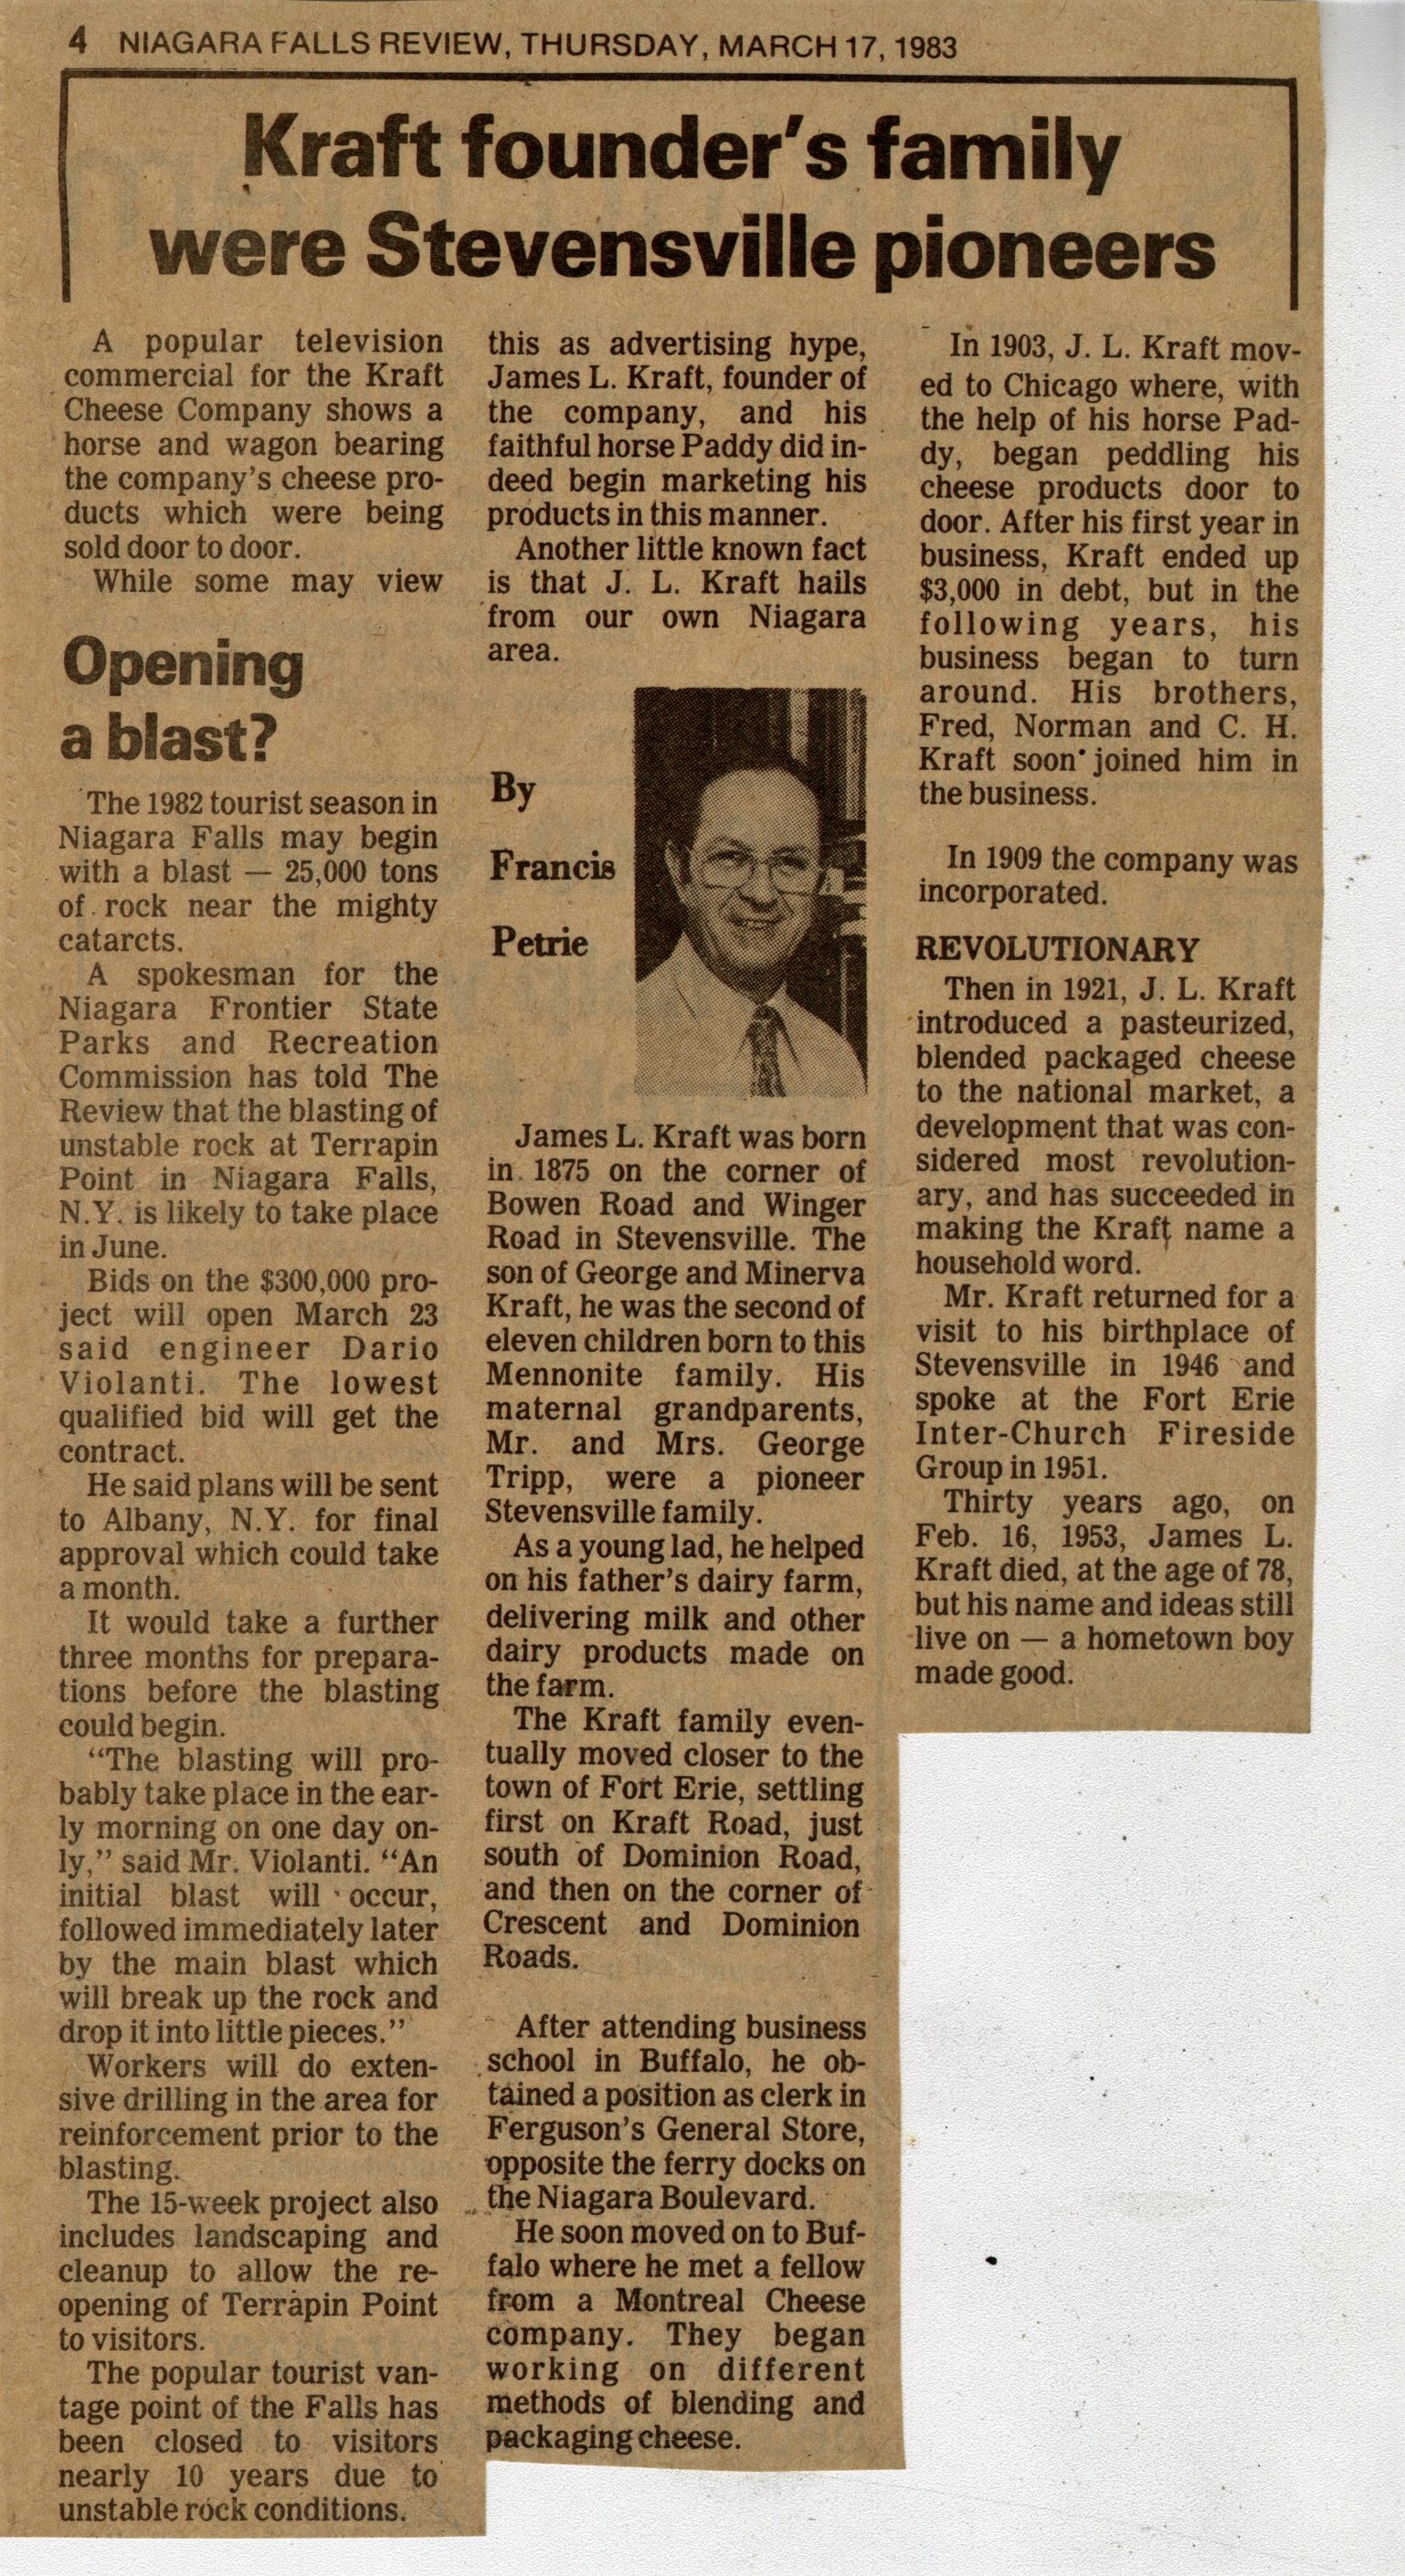 4 NIAGARA FALLS REVIEW, THURSDAY, MARCH 17, 1983
Kraft founder's family
were Stevensville pioneers
A popular television
commercial for the Kraft
Cheese Company shows a
horse and wagon bearing
the company's cheese pro-
ducts which were being
sold door to door.
While some may view
this as advertising hype,
James L. Kraft, founder of
the company, and his
faithful horse Paddy did in-
deed begin marketing his
products in this manner.
Another little known fact
is that J. L. Kraft hails
from our own Niagara
area.
By
Francis
Petrie
James L. Kraft was born
in 1875 on the corner of
Bowen Road and Winger
Road in Stevensville. The
son of George and Minerva
Kraft, he was the second of
eleven children born to this
Mennonite family. His
maternal grandparents,
Mr. and Mrs. George
Tripp, were a pioneer
Stevensville family.
As a young lad, he helped
on his father's dairy farm,
delivering milk and other
dairy products made on
the farm.
The Kraft family even-
tually moved closer to the
town of Fort Erie, settling
first on Kraft Road, just
south of Dominion Road,
and then on the corner of
Crescent and Dominion
Roads.
After attending business
school in Buffalo, he ob-
tained a position as clerk in
Ferguson's General Store,
opposite the ferry docks on
the Niagara Boulevard.
He soon moved on to Buf-
falo where he met a fellow
from a Montreal Cheese
company. They began
working on different
methods of blending and
packaging cheese.
In 1903, J. L. Kraft mov-
ed to Chicago where, with
the help of his horse Pad-
dy, began peddling his
cheese products door to
door. After his first year in
business, Kraft ended up
$3,000 in debt, but in the
following years, his
business began to turn
around. His brothers,
Fred, Norman and C. H.
Kraft soon joined him in
the business.
In 1909 the company was
incorporated.
REVOLUTIONARY
Then in 1921, J. L. Kraft
introduced a pasteurized,
blended packaged cheese
to the national market, a
development that was con-
sidered most revolution-
ary, and has succeeded in
making the Kraft name a
household word.
Mr. Kraft returned for a
visit to his birthplace of
Stevensville in 1946 and
spoke at the Fort Erie
Inter-Church Fireside
Group in 1951.
Thirty years ago, on
Feb. 16, 1953, James L.
Kraft died, at the age of 78,
but his name and ideas still
live on — a hometown boy
made good.
Opening
a blast?
The 1982 tourist season in
Niagara Falls may begin
with a blast — 25,000 tons
of rock near the mighty
catarcts.
A spokesman for the
Niagara Frontier State
Parks and Recreation
Commission has told The
Review that the blasting of
unstable rock at Terrapin
Point in Niagara Falls,
N.Y. is likely to take place
in June.
Bids on the $300,000 pro-
ject will open March 23
said engineer Dario
Violanti. The lowest
qualified bid will get the
contract.
He said plans will be sent
to Albany, N.Y. for final
approval which could take
a month.
It would take a further
three months for prepara-
tions before the blasting
could begin.
"The blasting will pro-
bably take place in the ear-
ly morning on one day on-
ly," said Mr. Violanti. "An
initial blast will occur,
followed immediately later
by the main blast which
will break up the rock and
drop it into little pieces."
Workers will do exten-
sive drilling in the area for
reinforcement prior to the
blasting.
The 15-week project also
includes landscaping and
cleanup to allow the re-
opening of Terrapin Point
to visitors.
The popular tourist van-
tage point of the Falls has
been closed to visitors
nearly 10 years due to
unstable rock conditions.